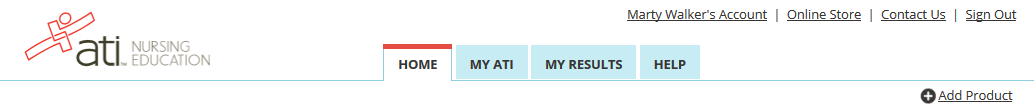 Marty Walker's Account | Online Store | Contact Us | Sign Out
ati NURSING
EDUCATION
HOME MY ATI MY RESULTS HELP
Add Product